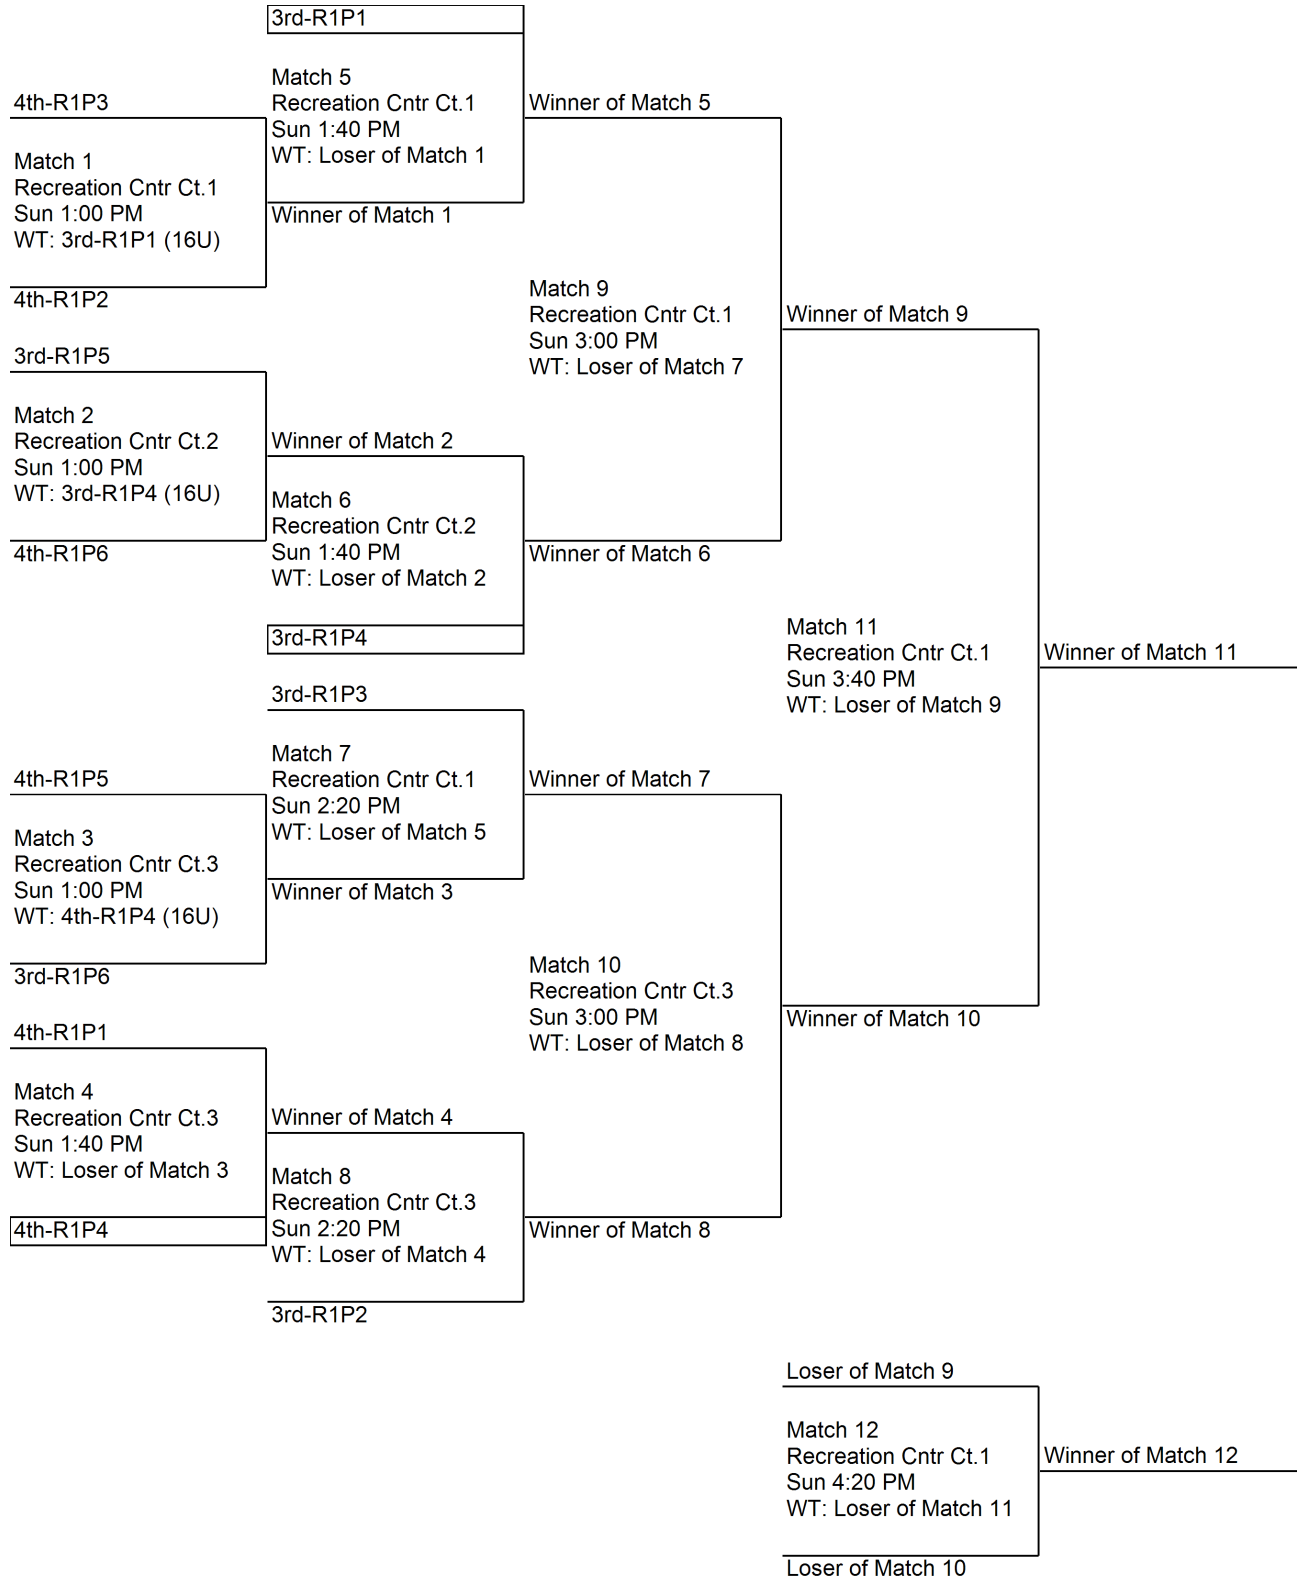 3rd-R1P1
Match 5
Recreation Cntr Ct.1
Sun 1:40 PM
WT: Loser of Match 1
4th-R1P3
Winner of Match 5
Match 1
Recreation Cntr Ct.1
Sun 1:00 PM
WT: 3rd-R1P1 (16U)
Winner of Match 1
4th-R1P2
Match 9
Recreation Cntr Ct.1
Sun 3:00 PM
WT: Loser of Match 7
Winner of Match 9
3rd-R1P5
Match 2
Recreation Cntr Ct.2
Sun 1:00 PM
WT: 3rd-R1P4 (16U)
Winner of Match 2
4th-R1P6
Match 6
Recreation Cntr Ct.2
Sun 1:40 PM
WT: Loser of Match 2
Winner of Match 6
3rd-R1P4
Match 11
Recreation Cntr Ct.1
Sun 3:40 PM
WT: Loser of Match 9
Winner of Match 11
3rd-R1P3
Match 7
Recreation Cntr Ct.1
Sun 2:20 PM
WT: Loser of Match 5
4th-R1P5
Winner of Match 7
Match 3
Recreation Cntr Ct.3
Sun 1:00 PM
WT: 4th-R1P4 (16U)
Winner of Match 3
3rd-R1P6
Match 10
Recreation Cntr Ct.3
Sun 3:00 PM
WT: Loser of Match 8
Winner of Match 10
4th-R1P1
Match 4
Recreation Cntr Ct.3
Sun 1:40 PM
WT: Loser of Match 3
Winner of Match 4
4th-R1P4
Match 8
Recreation Cntr Ct.3
Sun 2:20 PM
WT: Loser of Match 4
Winner of Match 8
3rd-R1P2
Loser of Match 9
Match 12
Recreation Cntr Ct.1
Sun 4:20 PM
WT: Loser of Match 11
Winner of Match 12
Loser of Match 10